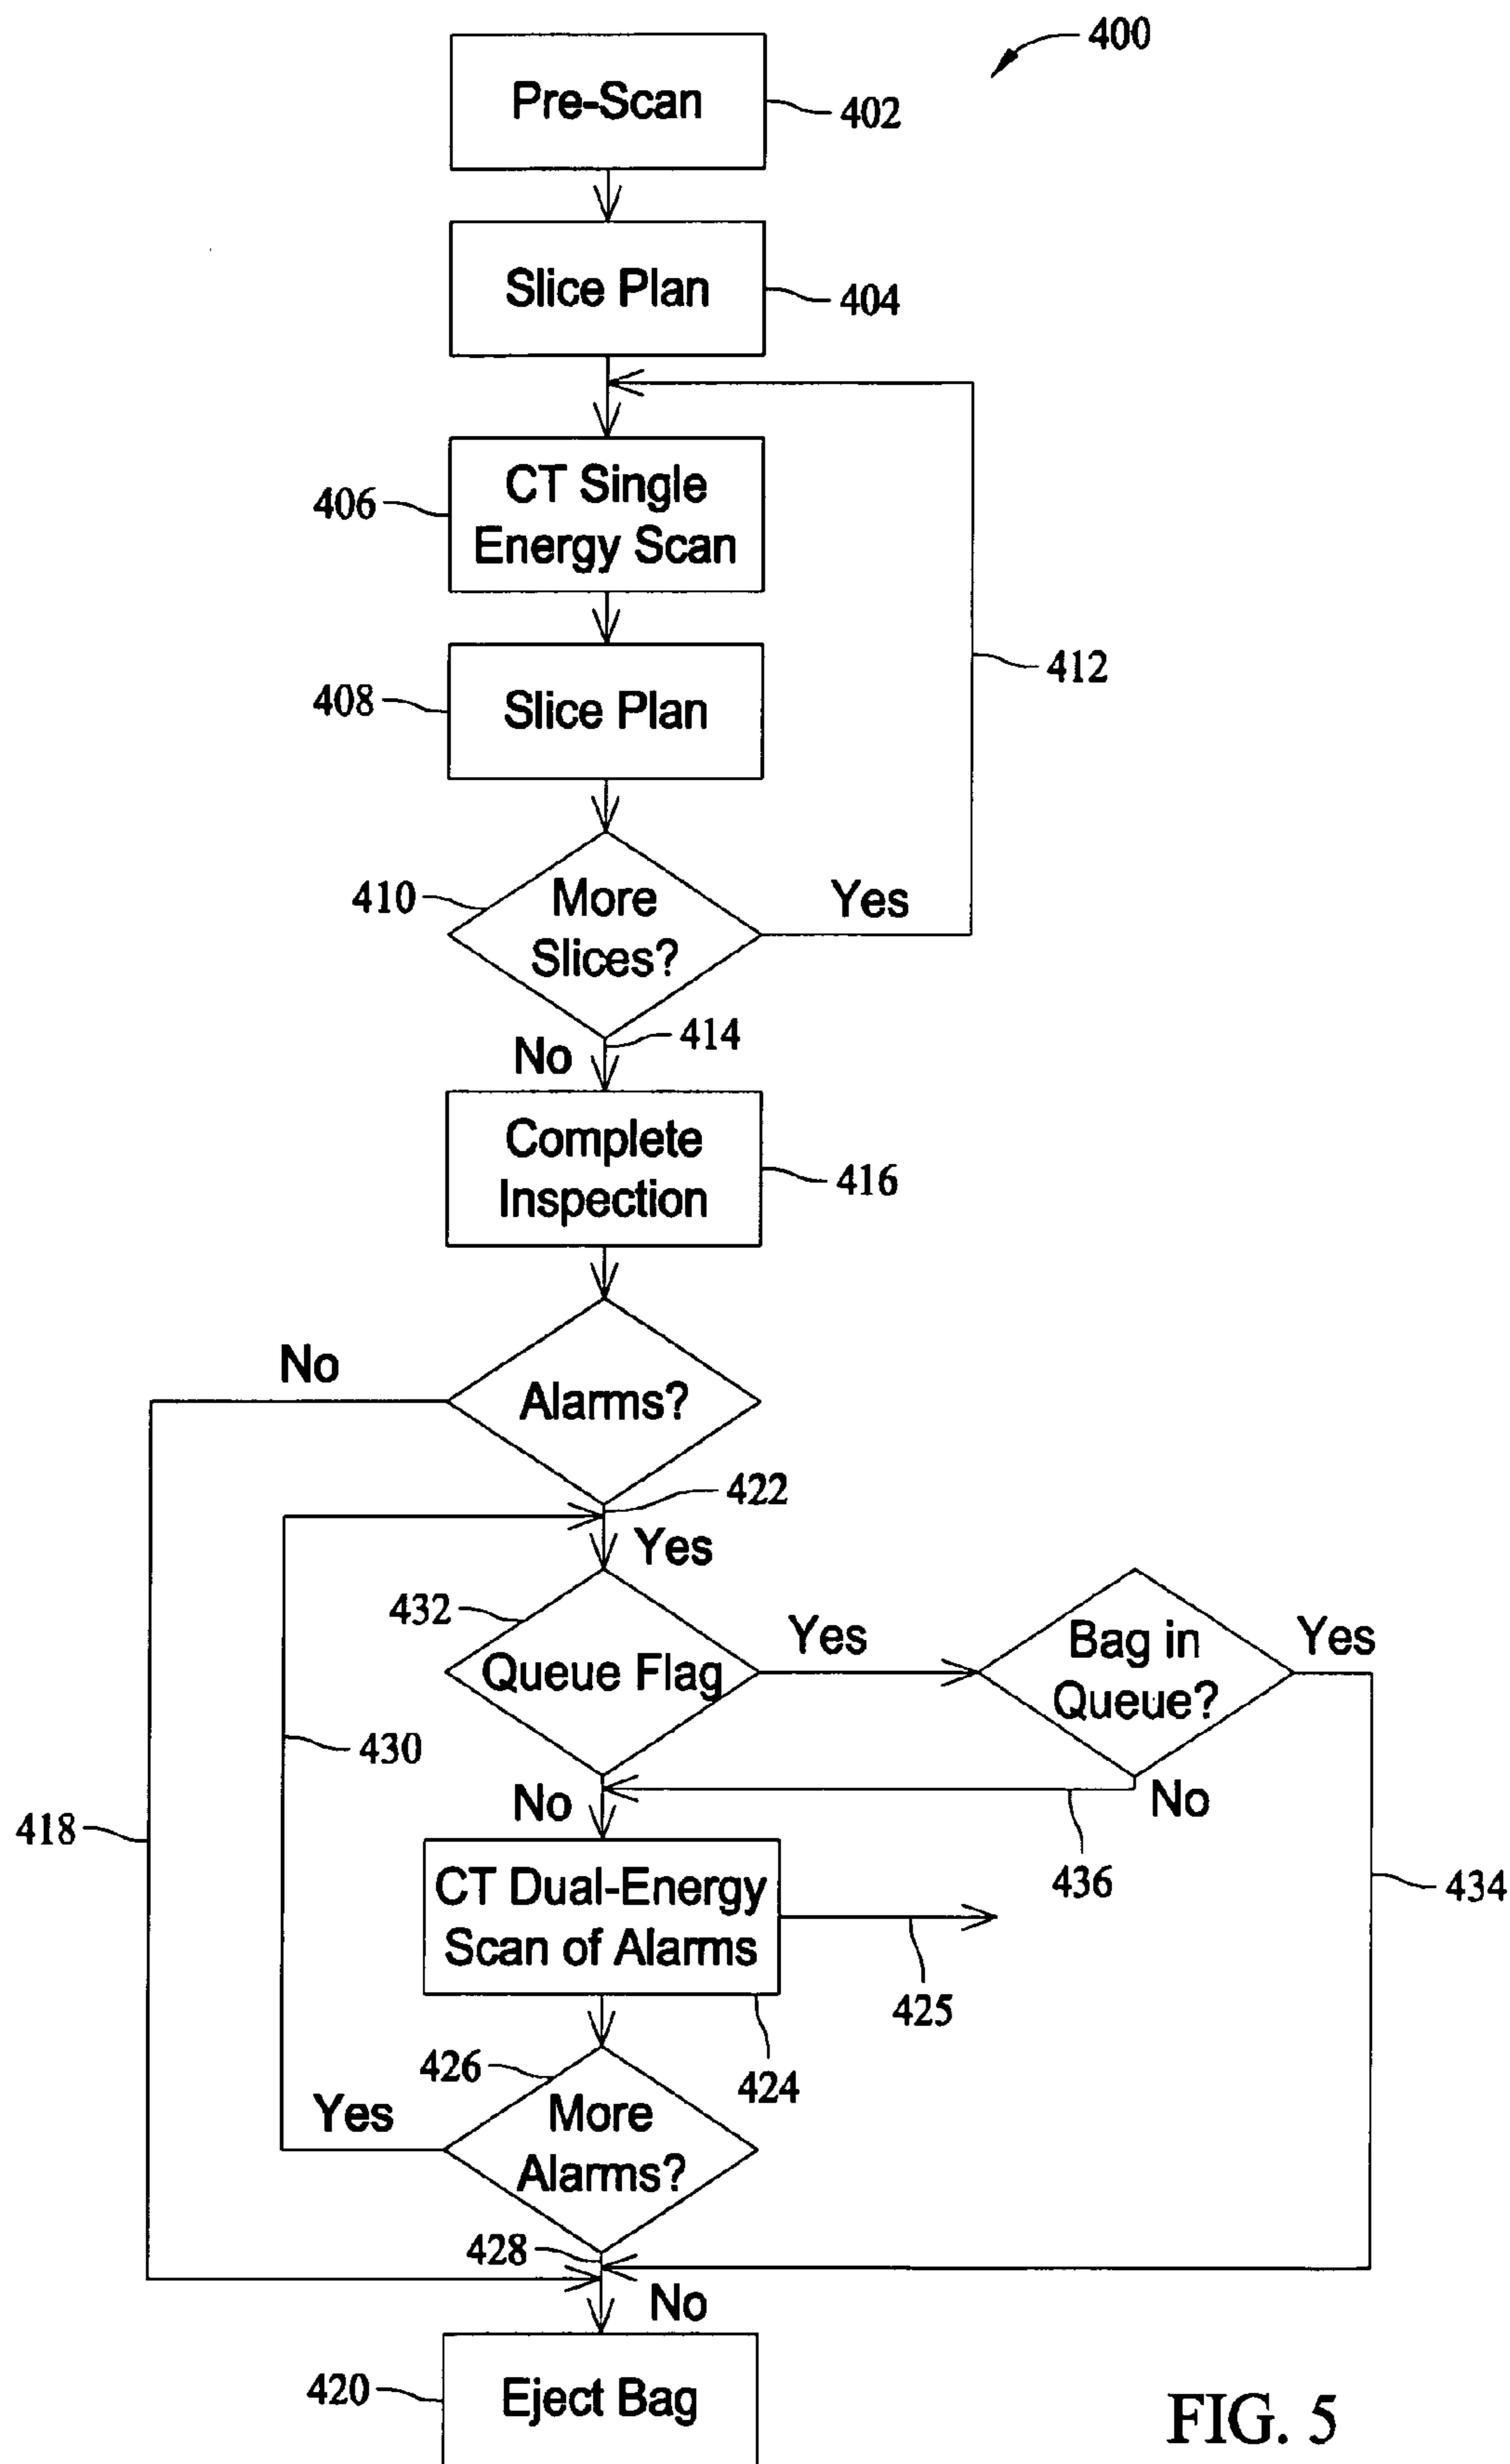 400
Pre-Scan
402
Slice Plan
404
CT Single
Energy Scan
406
412
Slice Plan
408
410
More
Slices?
Yes
414
No
Complete
Inspection
416
No
Alarms?
422
Yes
432
Queue Flag
Yes
Bag in
Queue?
Yes
430
No
No
418
436
434
CT Dual-Energy
Scan of Alarms
425
424
426
More
Alarms?
Yes
428
No
420
Eject Bag
FIG. 5